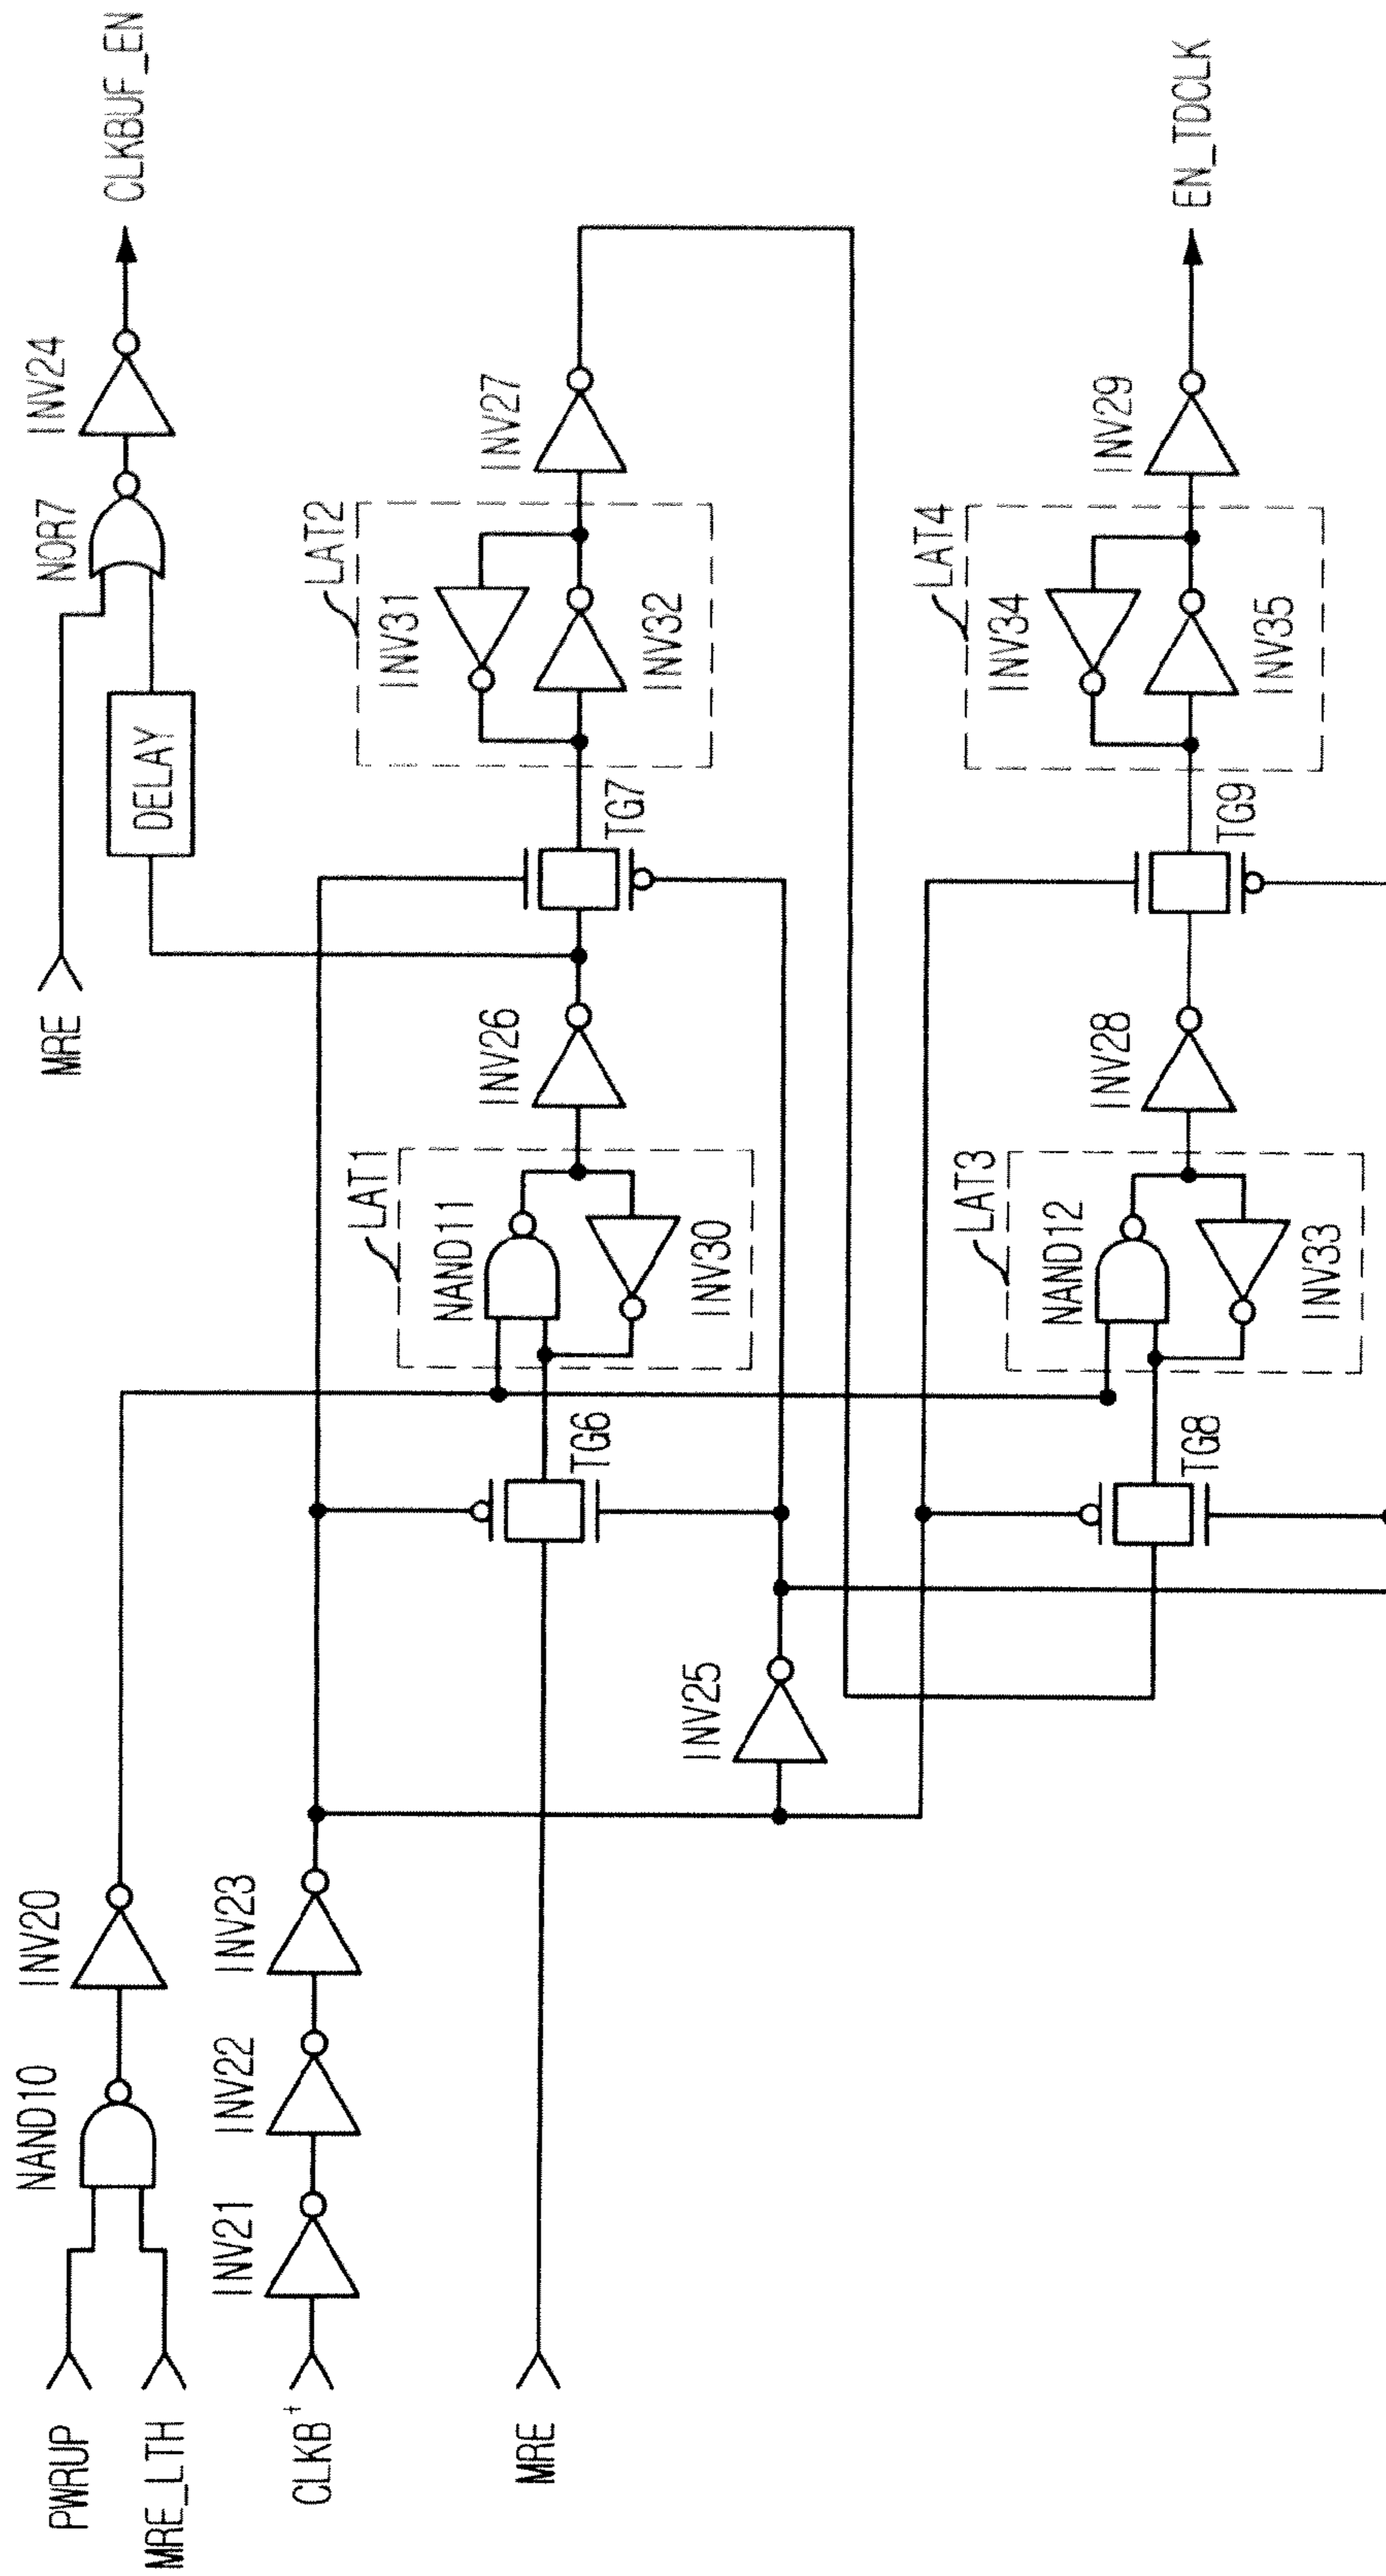 PWRUP
MRE_LTH
NAND10
INV20
MRE
DELAY
NOR7
INV24
CLKBUF_EN
CLKB†
INV21
INV22
INV23
MRE
TG6
LAT1
NAND11
INV30
INV26
TG7
LAT2
INV31
INV32
INV27
INV25
TG8
LAT3
NAND12
INV33
INV28
TG9
LAT4
INV34
INV35
INV29
EN_TDCLK